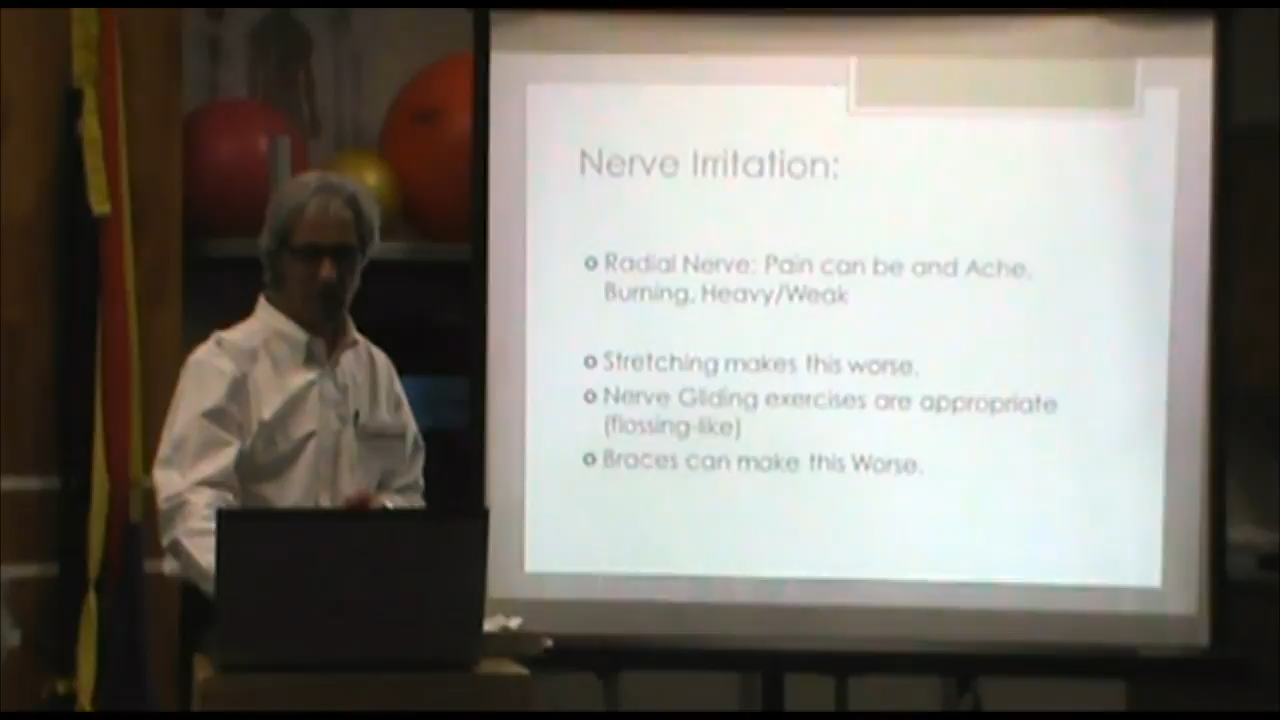 Nerve Irritation:
Radial Nerve: Pain can be and Ache,
Burning, Heavy/Weak
Stretching makes this worse.
Nerve Gliding exercises are appropriate
(flossing-like)
Braces can make this Worse.